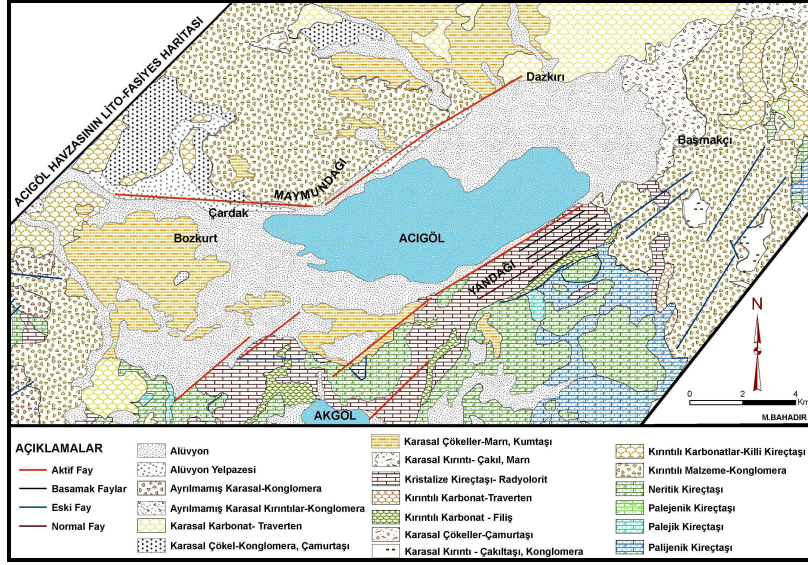 ACIGÖL HAVZASININ LİTO-FASİYES HARİTASI
Dazkırı
Başmakçı
MAYMUNDAĞI
Çardak
Bozkurt
ACIGÖL
YANDAĞI
AKGÖL
N
0 2 4 Km
M.BAHADIR
AÇIKLAMALAR
Aktif Fay
Basamak Faylar
Eski Fay
Normal Fay
Alüvyon
Alüvyon Yelpazesi
Ayrılmamış Karasal-Konglomera
Ayrılmamış Karasal Kırıntılar-Konglomera
Karasal Karbonat- Traverten
Karasal Çökel-Konglomera, Çamurtaşı
Karasal Çökeller-Marn, Kumtaşı
Karasal Kırıntı- Çakıl, Marn
Kristalize Kireçtaşı- Radyolorit
Kırıntılı Karbonat-Traverten
Kırıntılı Karbonat - Filiş
Karasal Çökeller-Çamurtaşı
Karasal Kırıntı - Çakıltaşı, Konglomera
Kırıntılı Karbonatlar-Killi Kireçtaşı
Kırıntılı Malzeme-Konglomera
Neritik Kireçtaşı
Palejenik Kireçtaşı
Palejik Kireçtaşı
Palijenik Kireçtaşı